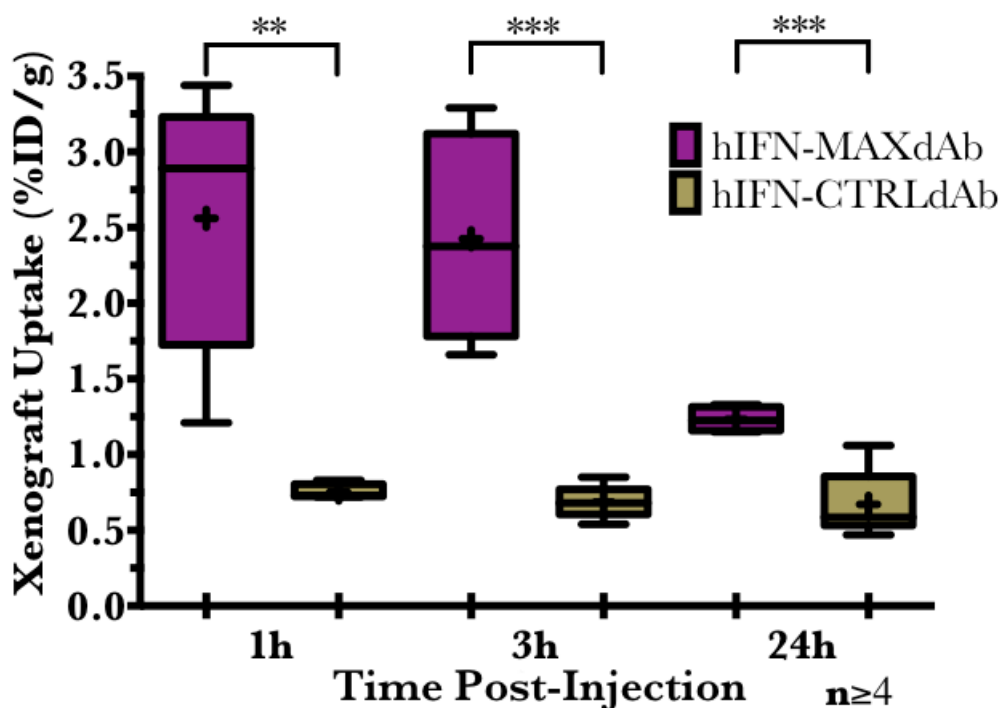 ** *** ***
Xenograft Uptake (%ID/g)
3.5
3.0
2.5
2.0
1.5
1.0
0.5
0.0
hIFN-MAXdAb
hIFN-CTRLdAb
1h 3h 24h
Time Post-Injection
n≥4